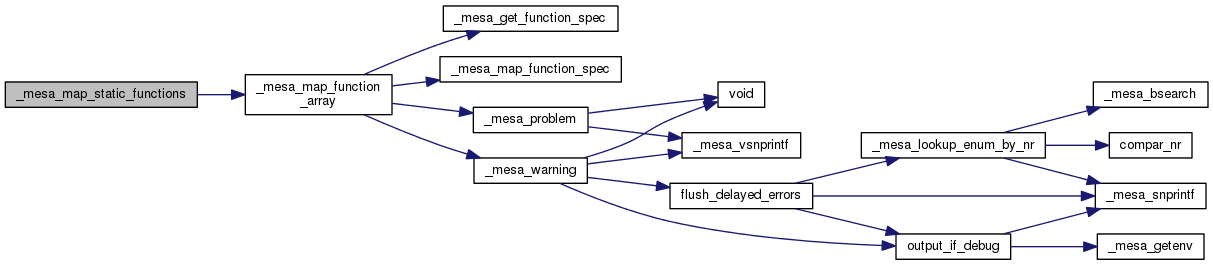 _mesa_map_static_functions
_mesa_map_function
_array
_mesa_get_function_spec
_mesa_map_function_spec
_mesa_problem
_mesa_warning
void
_mesa_vsnprintf
flush_delayed_errors
_mesa_lookup_enum_by_nr
output_if_debug
_mesa_bsearch
compar_nr
_mesa_snprintf
_mesa_getenv